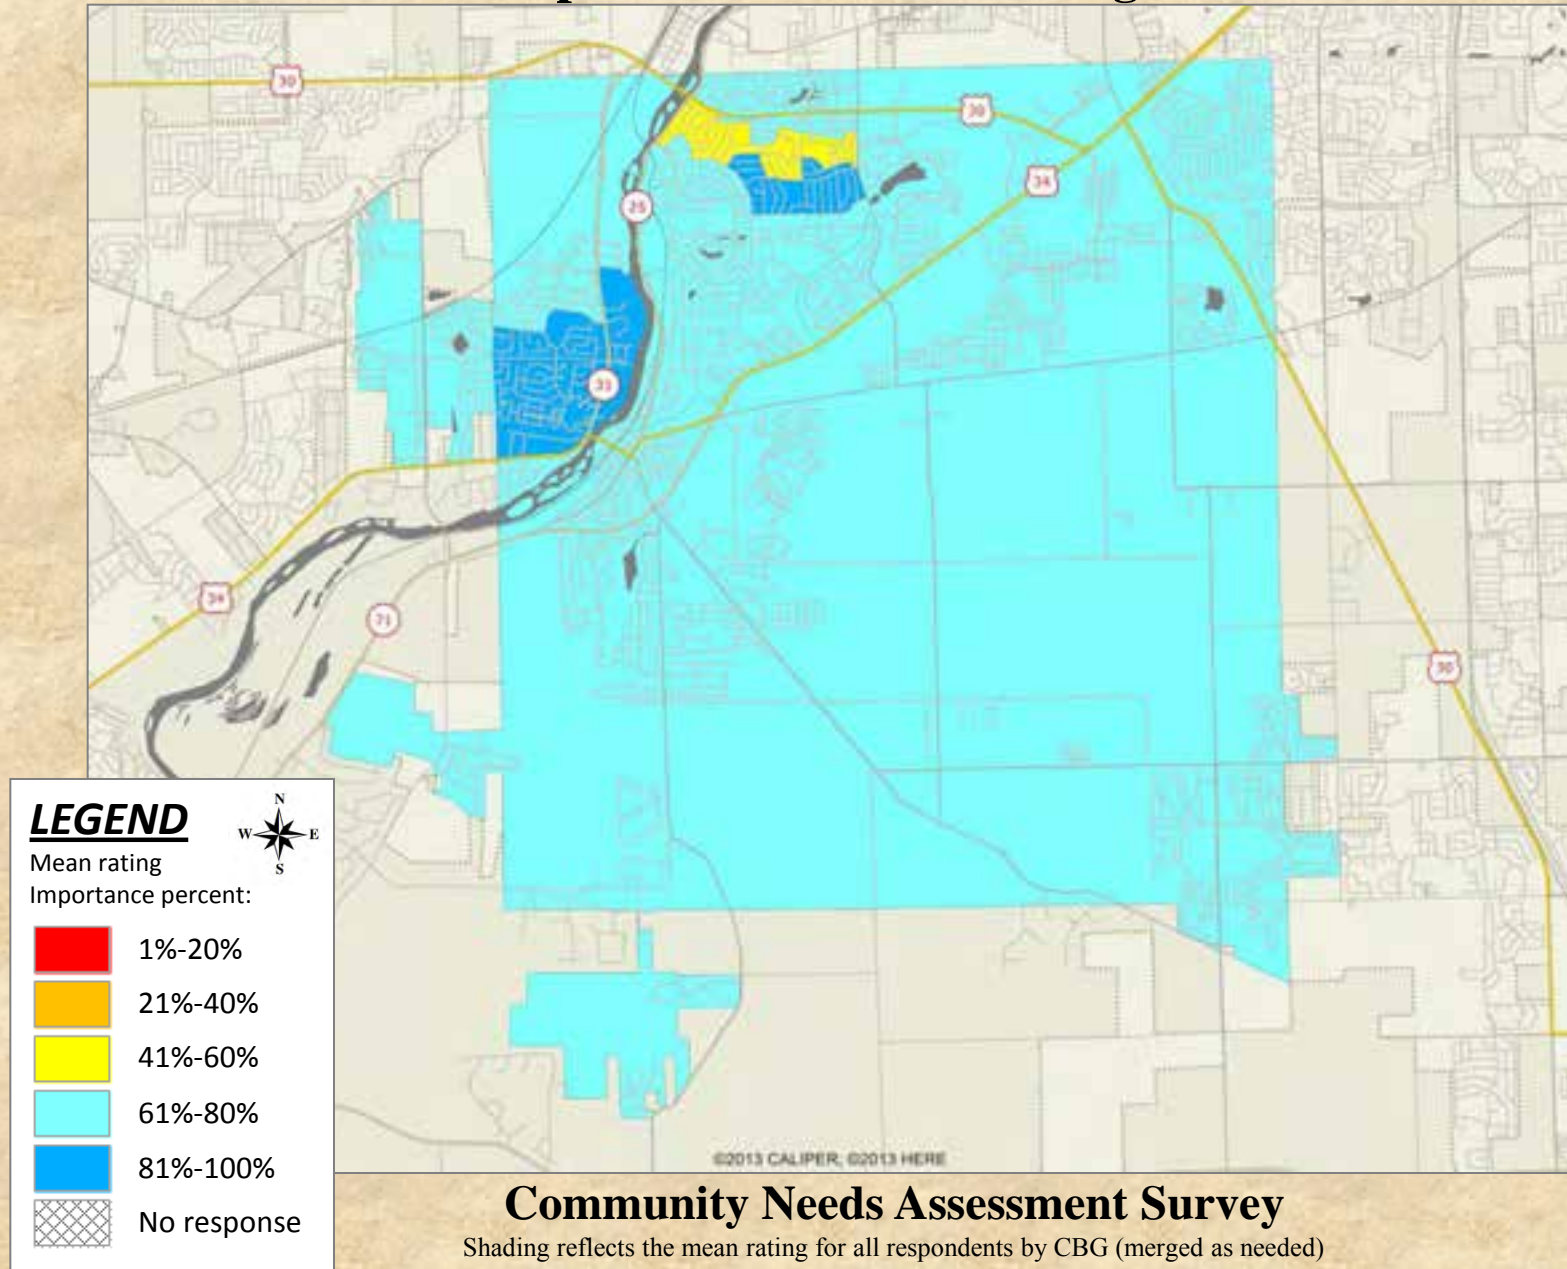 30
30
34
25
31
34
71
30
LEGEND
N
W E
S
Mean rating
Importance percent:
1%-20%
21%-40%
41%-60%
61%-80%
81%-100%
No response
©2013 CALIPER, ©2013 HERE
Community Needs Assessment Survey
Shading reflects the mean rating for all respondents by CBG (merged as needed)